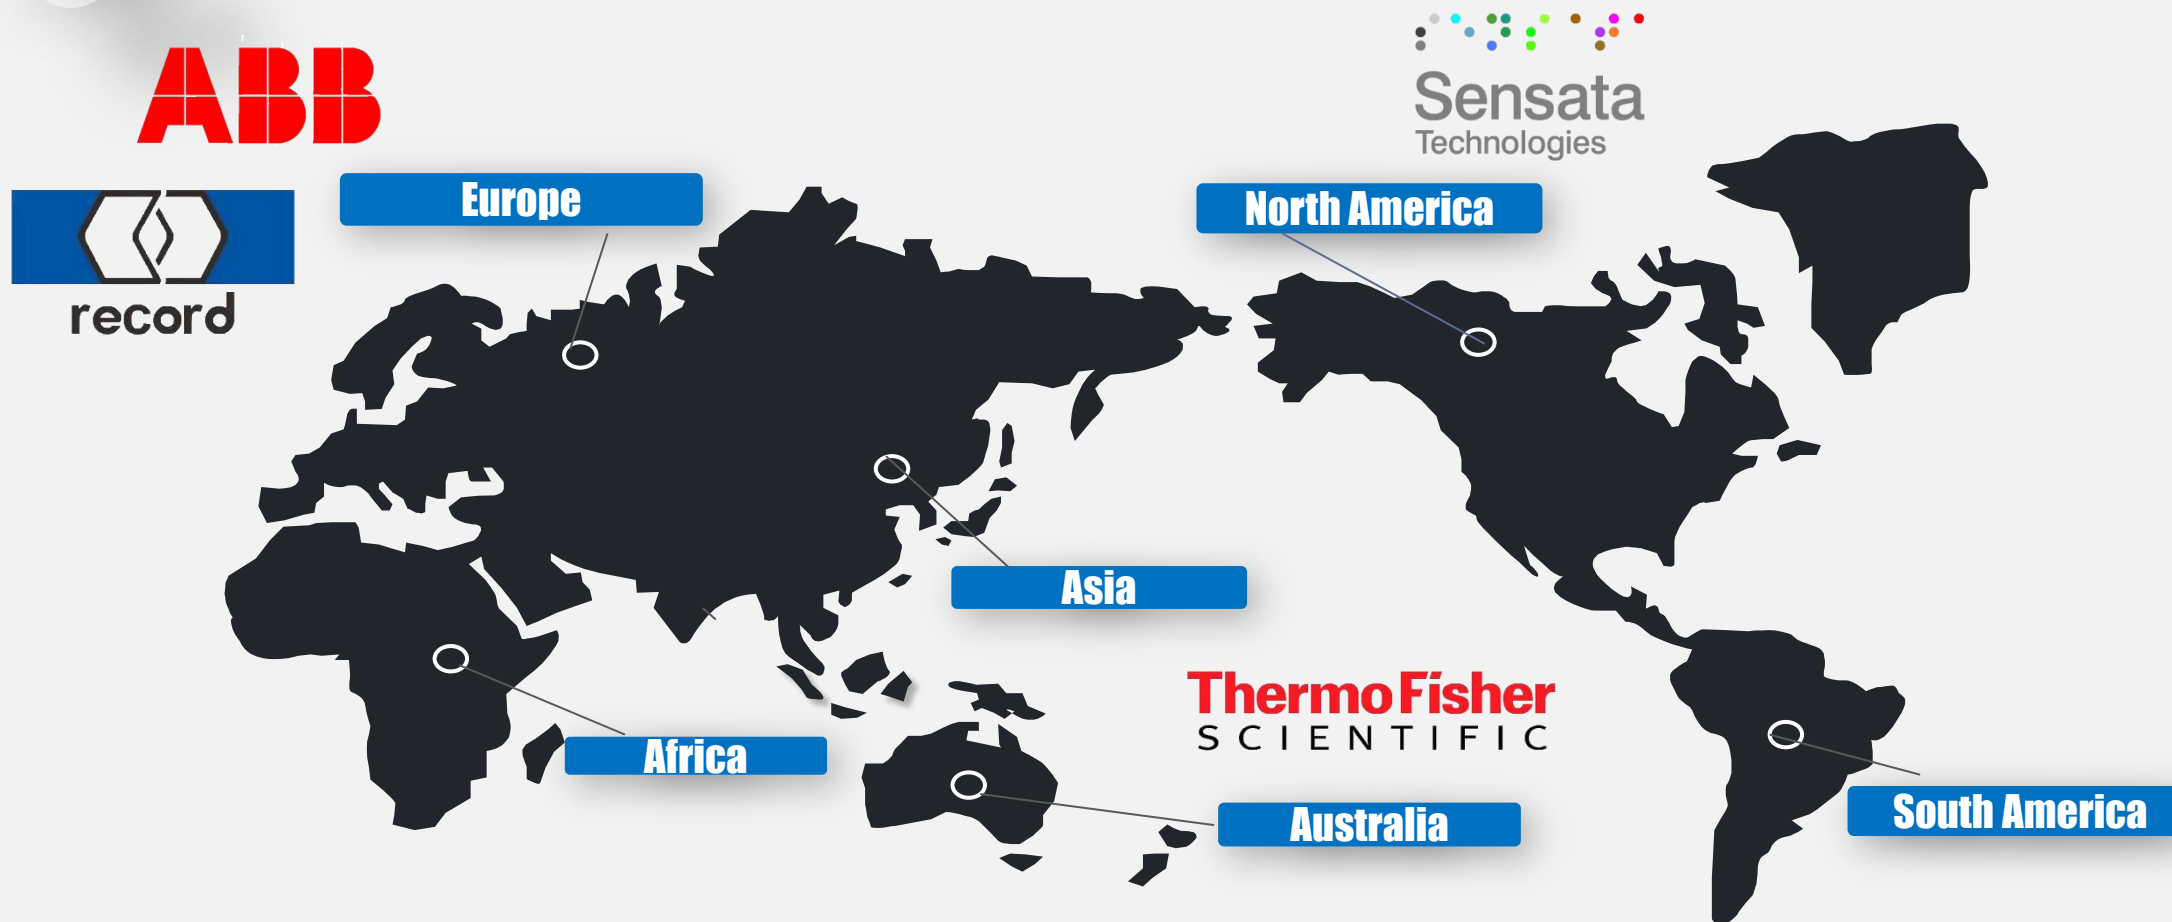 ABB
Sensata
Technologies
Europe
North America
record
Asia
ThermoFisher
SCIENTIFIC
Africa
Australia
South America